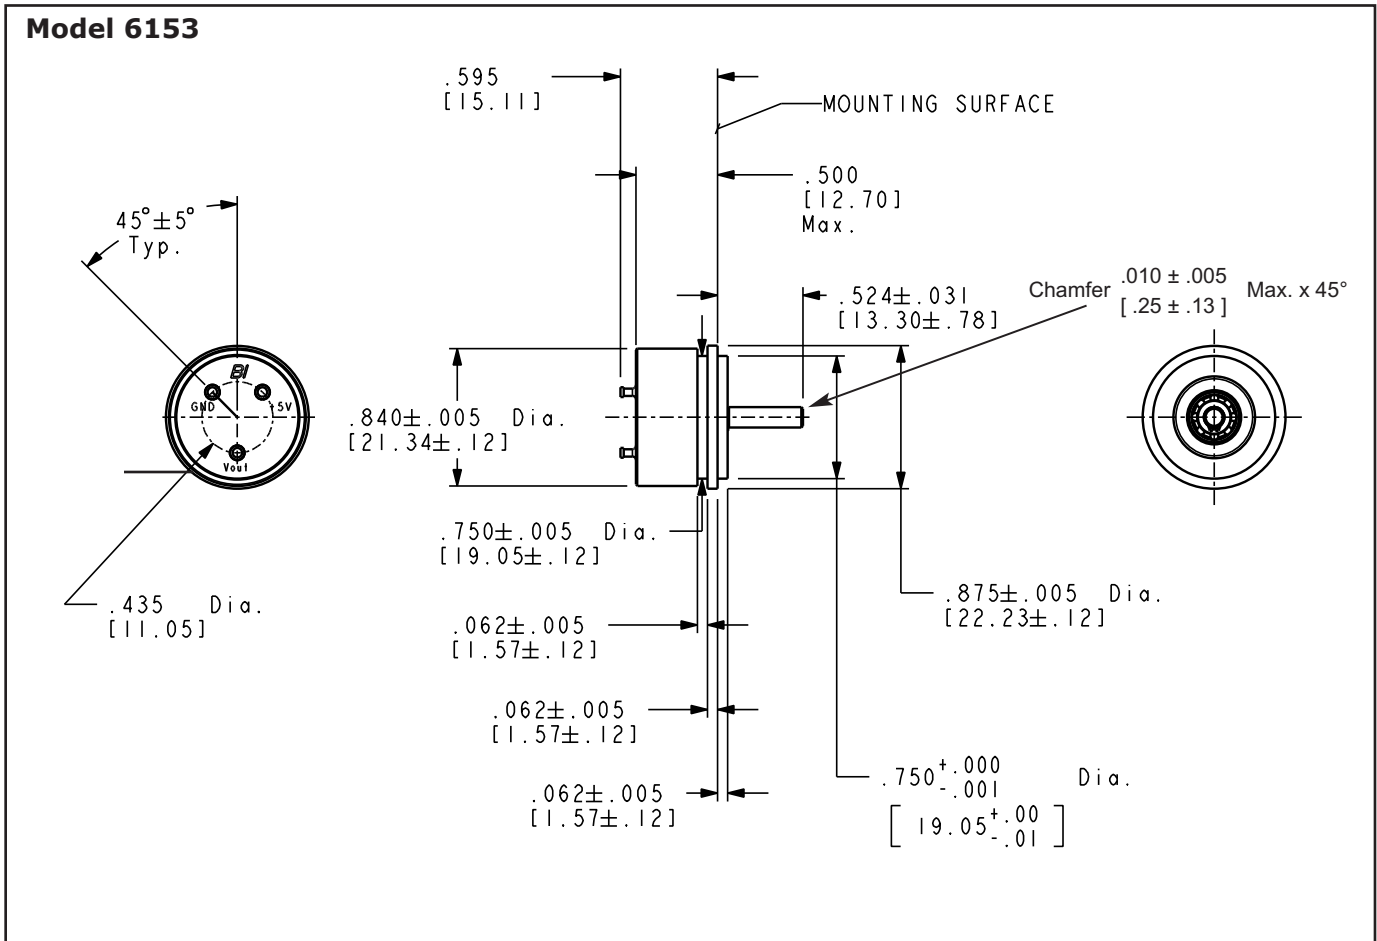 Model 6153
.595
[15.11]
MOUNTING SURFACE
.500
[12.70]
Max.
45°±5°
Typ.
.524±.031
[13.30±.78]
Chamfer .010 ± .005 Max. x 45°
[ .25 ± .13 ]
BI
GND
+5V
Vout
.840±.005 Dia.
[21.34±.12]
.750±.005 Dia.
[19.05±.12]
.435 Dia.
[11.05]
.875±.005 Dia.
[22.23±.12]
.062±.005
[1.57±.12]
.062±.005
[1.57±.12]
.062±.005
[1.57±.12]
.750 +.000 -.001 Dia.
[ 19.05 +.00 -.01 ]